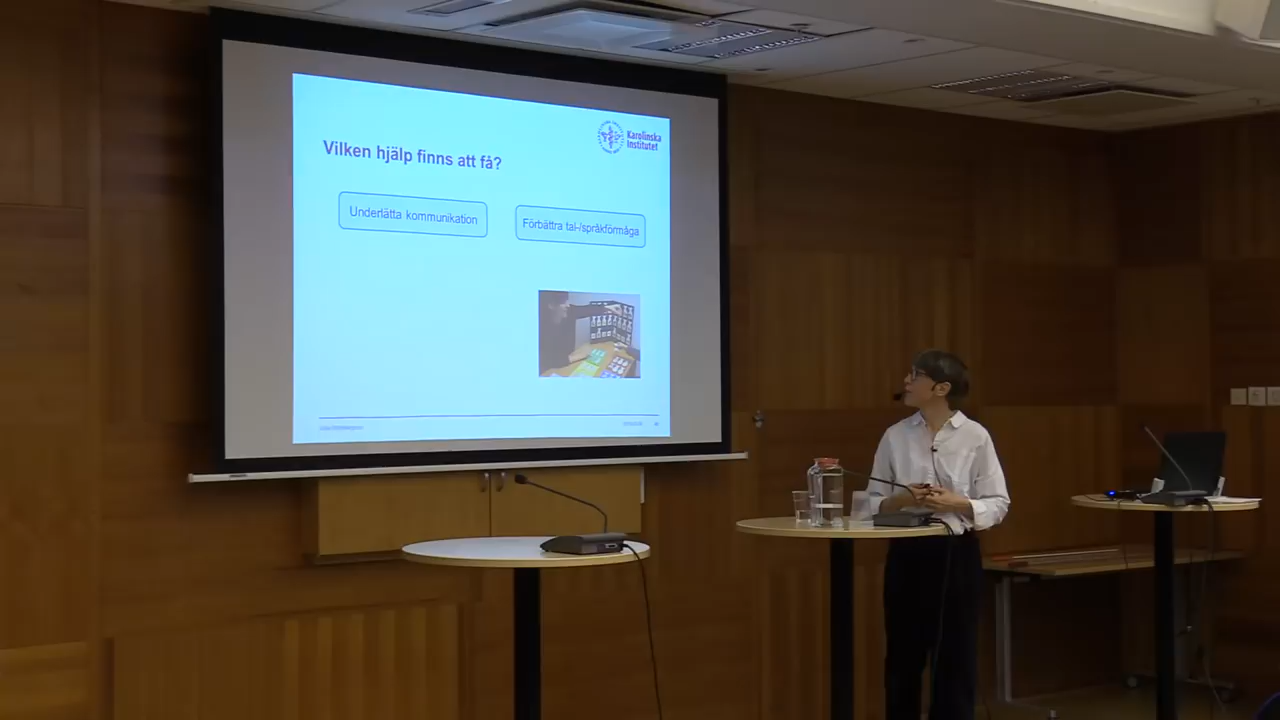 Karolinska
Institutet
Vilken hjälp finns att få?
Underlätta kommunikation
Förbättra tal-/språkförmåga